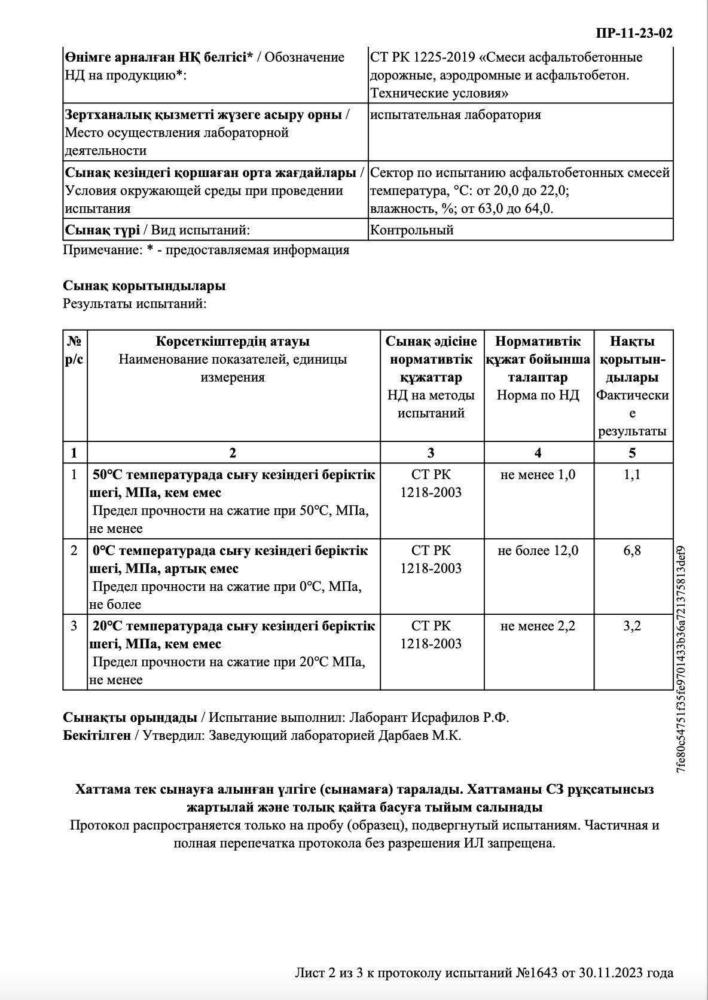 ПР-11-23-02
Өнімге арналған НҚ белгісі* / Обозначение
НД на продукцию*:
СТ РК 1225-2019 «Смеси асфальтобетонные
дорожные, аэродромные и асфальтобетон.
Технические условия»
Зертханалық қызметті жүзеге асыру орны /
Место осуществления лабораторной
деятельности
испытательная лаборатория
Сынақ кезіндегі қоршаған орта жағдайлары /
Условия окружающей среды при проведении
испытания
Сектор по испытанию асфальтобетонных смесей
температура, °С: от 20,0 до 22,0;
влажность, %; от 63,0 до 64,0.
Сынақ түрі / Вид испытаний:
Контрольный
Примечание: * - предоставляемая информация
Сынақ қорытындылары
Результаты испытаний:
№
р/с
Көрсеткіштердің атауы
Наименование показателей, единицы
измерения
Сынақ әдісіне
нормативтік
құжаттар
НД на методы
испытаний
Нормативтік
құжат бойынша
талаптар
Норма по НД
Нақты
қорытын-
дылары
Фактически
е
результаты
1
2
3
4
5
1
50°С температурада сығу кезіндегі беріктік
шегі, МПа, кем емес
Предел прочности на сжатие при 50°С, МПа,
не менее
СТ РК
1218-2003
не менее 1,0
1,1
2
0°С температурада сығу кезіндегі беріктік
шегі, МПа, артық емес
Предел прочности на сжатие при 0°С, МПа,
не более
СТ РК
1218-2003
не более 12,0
6,8
3
20°С температурада сығу кезіндегі беріктік
шегі, МПа, кем емес
Предел прочности на сжатие при 20°С МПа,
не менее
СТ РК
1218-2003
не менее 2,2
3,2
7fe80c54751f35fe9701433b36a721375813def9
Сынақты орындады / Испытание выполнил: Лаборант Исрафилов Р.Ф.
Бекітілген / Утвердил: Заведующий лабораторией Дарбаев М.К.
Хаттама тек сынауға алынған үлгіге (сынамаға) таралады. Хаттаманы СЗ рұқсатынсыз
жартылай және толық қайта басуға тыйым салынады
Протокол распространяется только на пробу (образец), подвергнутый испытаниям. Частичная и
полная перепечатка протокола без разрешения ИЛ запрещена.
Лист 2 из 3 к протоколу испытаний №1643 от 30.11.2023 года